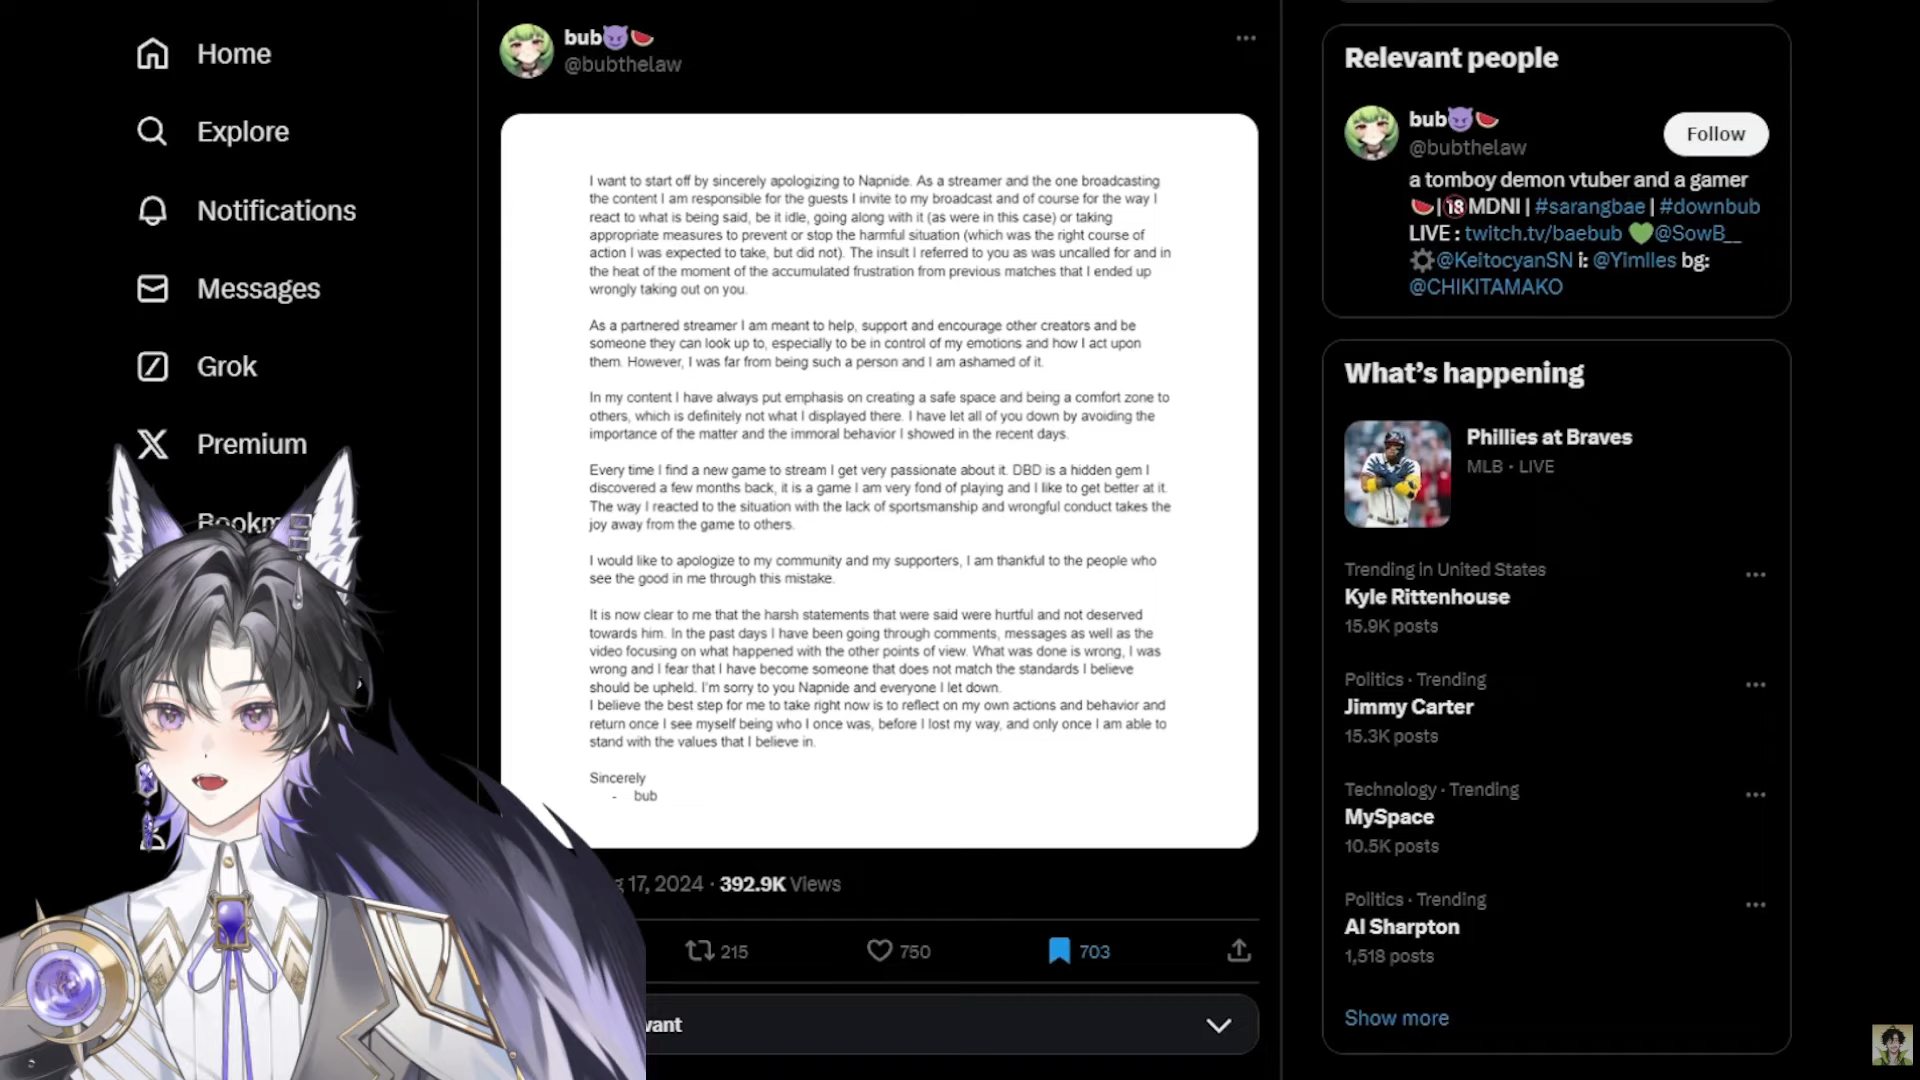 Home
Explore
Notifications
Messages
Grok
Premium
bub😈🍉
@bubthelaw
I want to start off by sincerely apologizing to Napnide. As a streamer and the one broadcasting
the content I am responsible for the guests I invite to my broadcast and of course for the way I
react to what is being said, be it idle, going along with it (as were in this case) or taking
appropriate measures to prevent or stop the harmful situation (which was the right course of
action I was expected to take, but did not). The insult I referred to you as was uncalled for and in
the heat of the moment of the accumulated frustration from previous matches that I ended up
wrongly taking out on you.
As a partnered streamer I am meant to help, support and encourage other creators and be
someone they can look up to, especially to be in control of my emotions and how I act upon
them. However, I was far from being such a person and I am ashamed of it.
In my content I have always put emphasis on creating a safe space and being a comfort zone to
others, which is definitely not what I displayed there. I have let all of you down by avoiding the
importance of the matter and the immoral behavior I showed in the recent days.
Every time I find a new game to stream I get very passionate about it. DBD is a hidden gem I
discovered a few months back, it is a game I am very fond of playing and I like to get better at it.
The way I reacted to the situation with the lack of sportsmanship and wrongful conduct takes the
joy away from the game to others.
I would like to apologize to my community and my supporters, I am thankful to the people who
see the good in me through this mistake.
It is now clear to me that the harsh statements that were said were hurtful and not deserved
towards him. In the past days I have been going through comments, messages as well as the
video focusing on what happened with the other points of view. What was done is wrong, I was
wrong and I fear that I have become someone that does not match the standards I believe
should be upheld. I'm sorry to you Napnide and everyone I let down.
I believe the best step for me to take right now is to reflect on my own actions and behavior and
return once I see myself being who I once was, before I lost my way, and only once I am able to
stand with the values that I believe in.
Sincerely
- bub
17, 2024 · 392.9K Views
215 750 703
Relevant people
bub😈🍉
@bubthelaw
Follow
a tomboy demon vtuber and a gamer
🍉|🔞MDNI | #sarangbae | #downbub
LIVE : twitch.tv/baebub 💚@SowB__
⚙@KeitocyanSN i: @Yimlles bg:
@CHIKITAMAKO
What's happening
Phillies at Braves
MLB · LIVE
Trending in United States
Kyle Rittenhouse
15.9K posts
Politics · Trending
Jimmy Carter
15.3K posts
Technology · Trending
MySpace
10.5K posts
Politics · Trending
Al Sharpton
1,518 posts
Show more